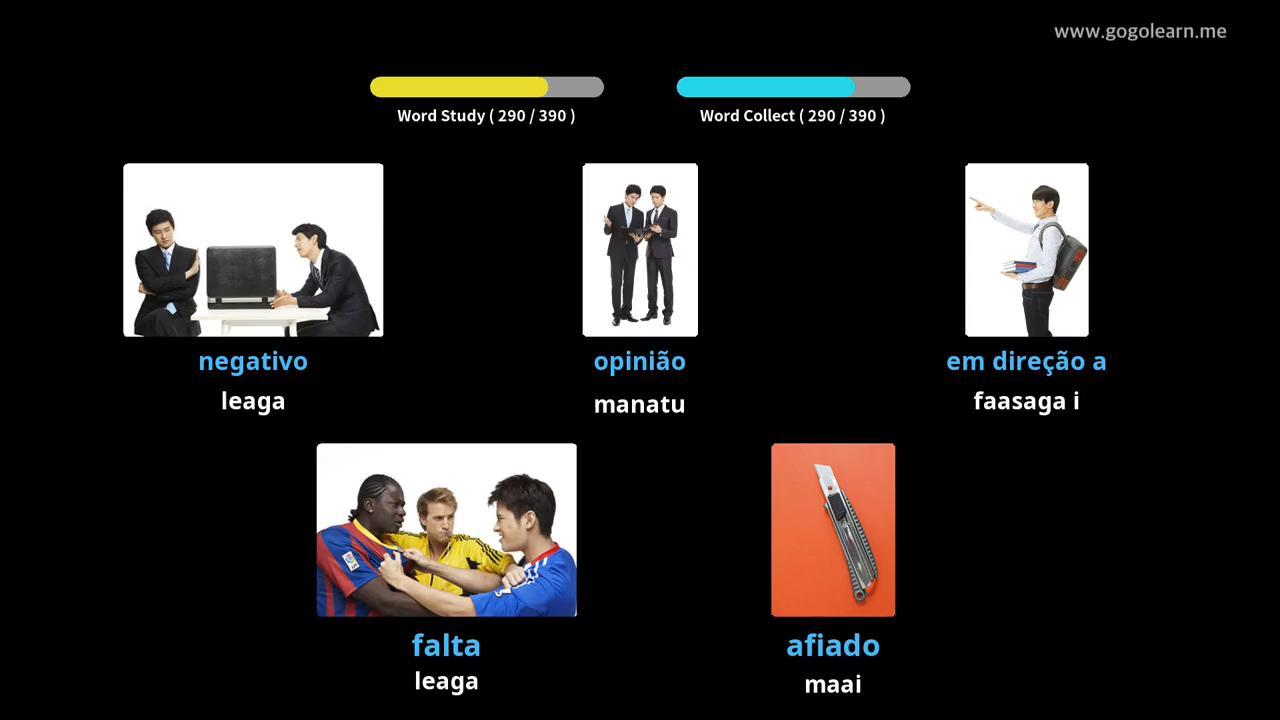 www.gogolearn.me
Word Study ( 290 / 390 )
Word Collect ( 290 / 390 )
negativo
leaga
opinião
manatu
em direção a
faasaga i
falta
leaga
afiado
maai